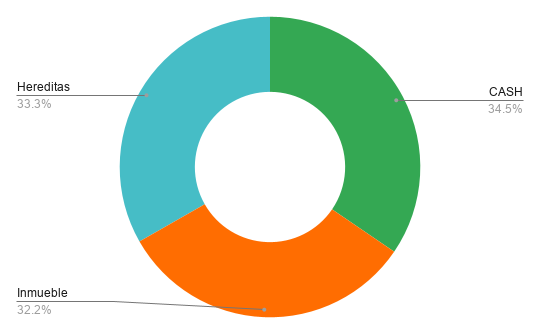 Hereditas
33.3%
CASH
34.5%
Inmueble
32.2%